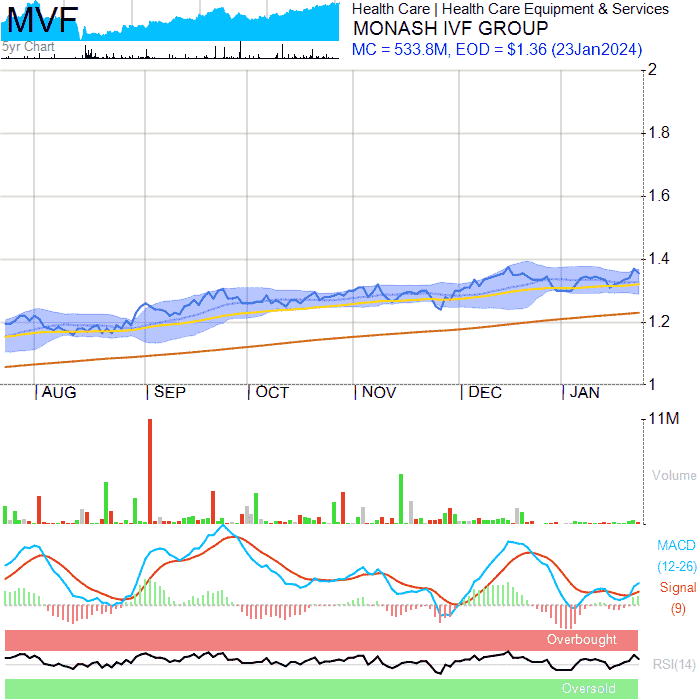 MVF
5yr Chart
Health Care | Health Care Equipment & Services
MONASH IVF GROUP
MC = 533.8M, EOD = $1.36 (23Jan2024)
2
1.8
1.6
1.4
1.2
1
AUG SEP OCT NOV DEC JAN
11M
Volume
MACD
(12-26)
Signal
(9)
Overbought
RSI(14)
Oversold